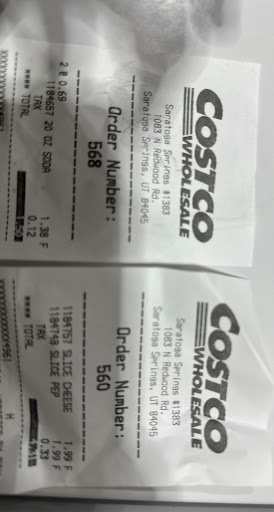 COSTCO
WHOLESALE
Saratoga Springs #1383
1083 N Redwood Rd.
Saratoga Springs, UT 84045
Order Number:
568
2 @ 0.69
1184657 20 OZ SODA 1.38 F
TAX 0.12
**** TOTAL
COSTCO
WHOLESALE
Saratoga Springs #1383
1083 N Redwood Rd.
Saratoga Springs, UT 84045
Order Number:
560
1184757 SLICE CHEESE 1.99 F
1184748 SLICE PEP 1.99 F
TAX 0.33
**** TOTAL